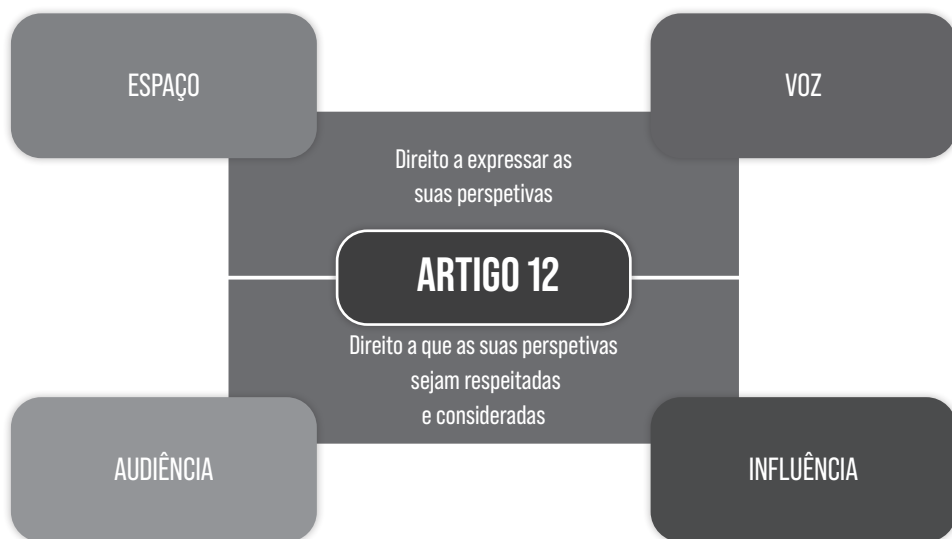 ESPAÇO
VOZ
Direito a expressar as
suas perspetivas
ARTIGO 12
Direito a que as suas perspetivas
sejam respeitadas
e consideradas
AUDIÊNCIA
INFLUÊNCIA